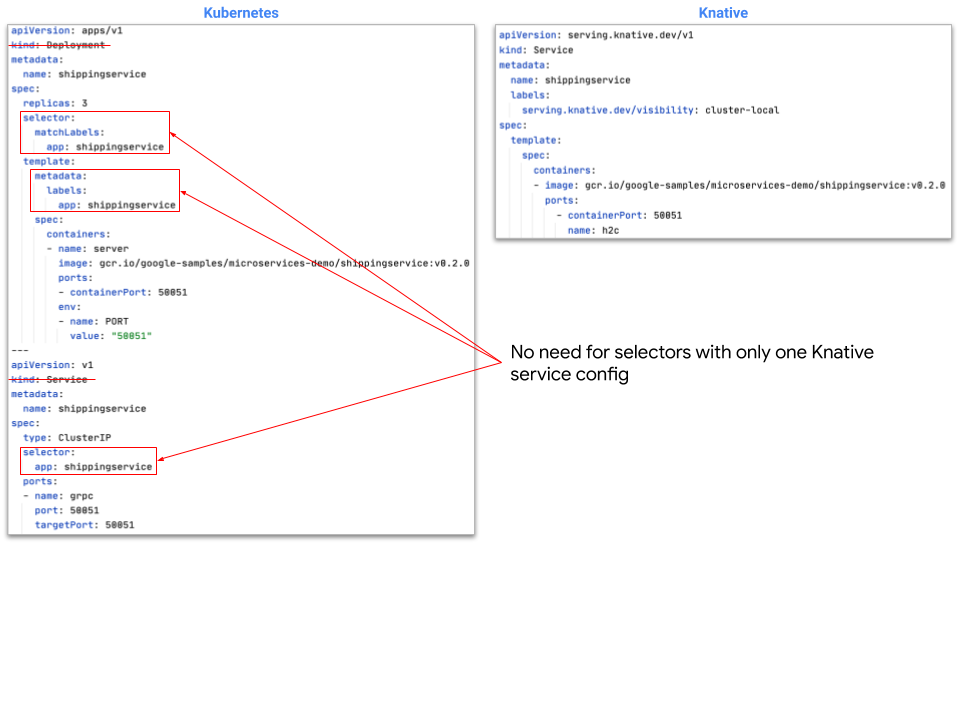 Kubernetes
apiVersion: apps/v1
kind: Deployment
metadata:
  name: shippingservice
spec:
  replicas: 3
  selector:
    matchLabels:
      app: shippingservice
  template:
    metadata:
      labels:
        app: shippingservice
    spec:
      containers:
      - name: server
        image: gcr.io/google-samples/microservices-demo/shippingservice:v0.2.0
        ports:
        - containerPort: 50051
        env:
        - name: PORT
          value: "50051"
---
apiVersion: v1
kind: Service
metadata:
  name: shippingservice
spec:
  type: ClusterIP
  selector:
    app: shippingservice
  ports:
  - name: grpc
    port: 50051
    targetPort: 50051
Knative
apiVersion: serving.knative.dev/v1
kind: Service
metadata:
  name: shippingservice
  labels:
    serving.knative.dev/visibility: cluster-local
spec:
  template:
    spec:
      containers:
      - image: gcr.io/google-samples/microservices-demo/shippingservice:v0.2.0
        ports:
          - containerPort: 50051
            name: h2c
No need for selectors with only one Knative
service config